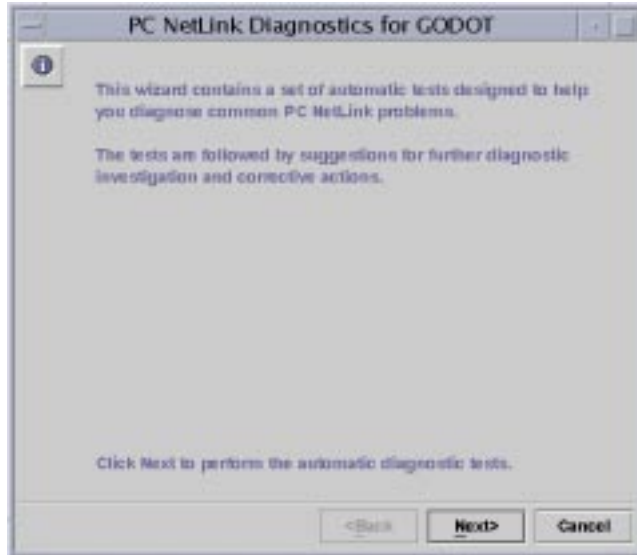 PC NetLink Diagnostics for GODOT
This wizard contains a set of automatic tests designed to help
you diagnose common PC NetLink problems.
The tests are followed by suggestions for further diagnostic
investigation and corrective actions.
Click Next to perform the automatic diagnostic tests.
<Back Next> Cancel